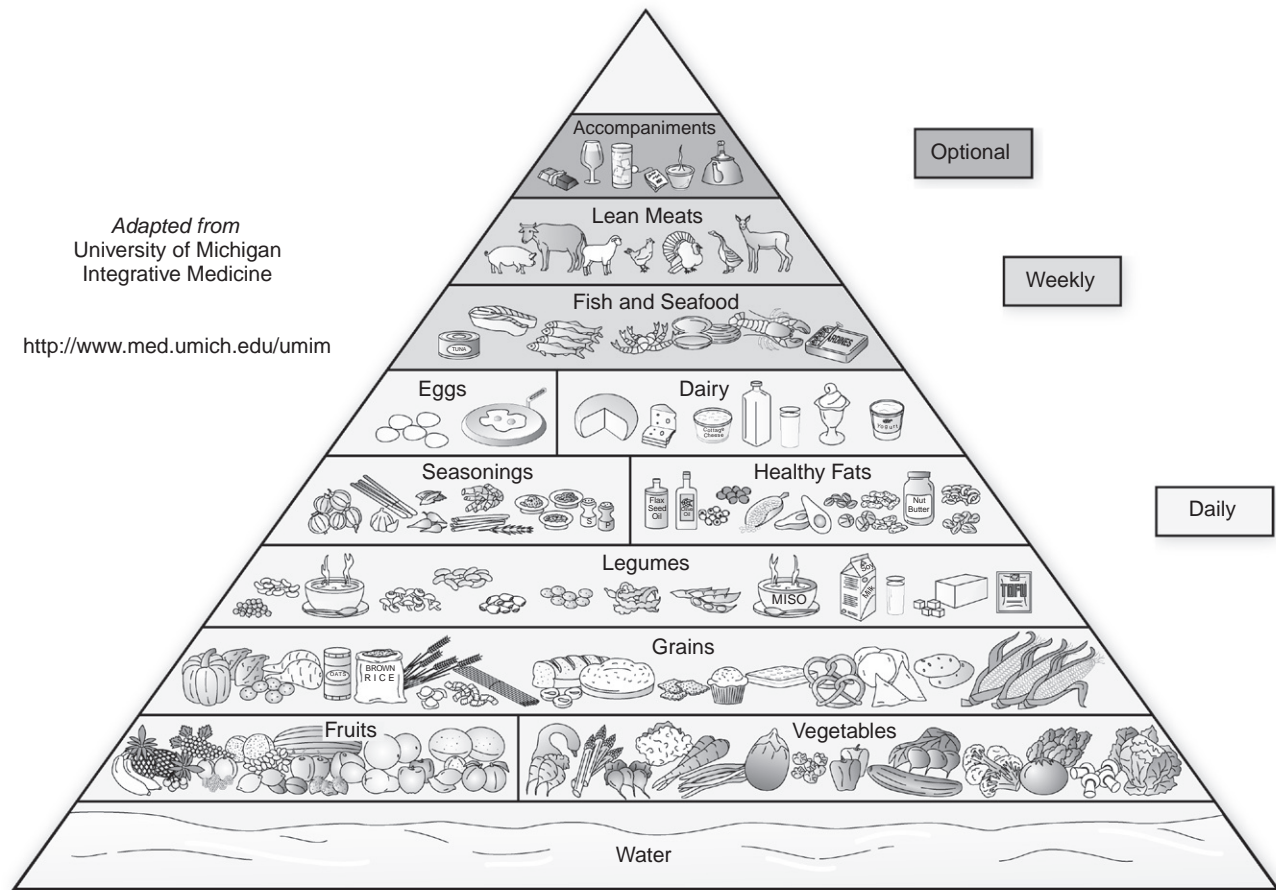 Accompaniments
Optional
Adapted from
University of Michigan
Integrative Medicine
http://www.med.umich.edu/umim
Lean Meats
Weekly
Fish and Seafood
TUNA
Eggs
Dairy
Cottage
Cheese
Yogurt
Seasonings
S
Healthy Fats
Flax
Seed
Oil
Oil
Nut
Butter
Daily
Legumes
MISO
Soy
Milk
TOFU
Grains
OATS
BROWN
RICE
Fruits
Vegetables
Water